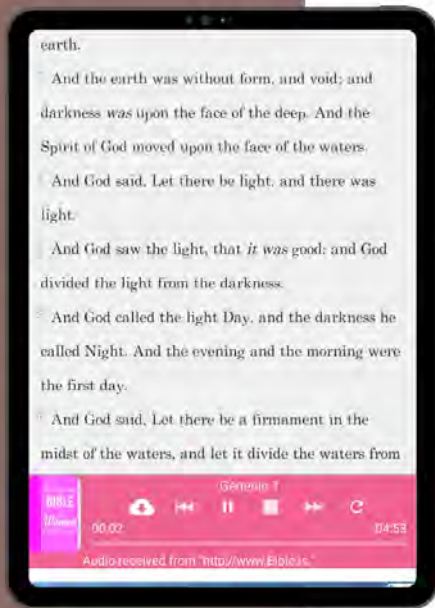 earth.
And the earth was without form, and void; and
darkness was upon the face of the deep. And the
Spirit of God moved upon the face of the waters.
And God said, Let there be light: and there was
light.
And God saw the light, that it was good: and God
divided the light from the darkness.
And God called the light Day, and the darkness he
called Night. And the evening and the morning were
the first day.
And God said, Let there be a firmament in the
midst of the waters, and let it divide the waters from
Genesis 1
BIBLE
Woman
00:02
04:53
Audio received from "http://www.Bible.is."